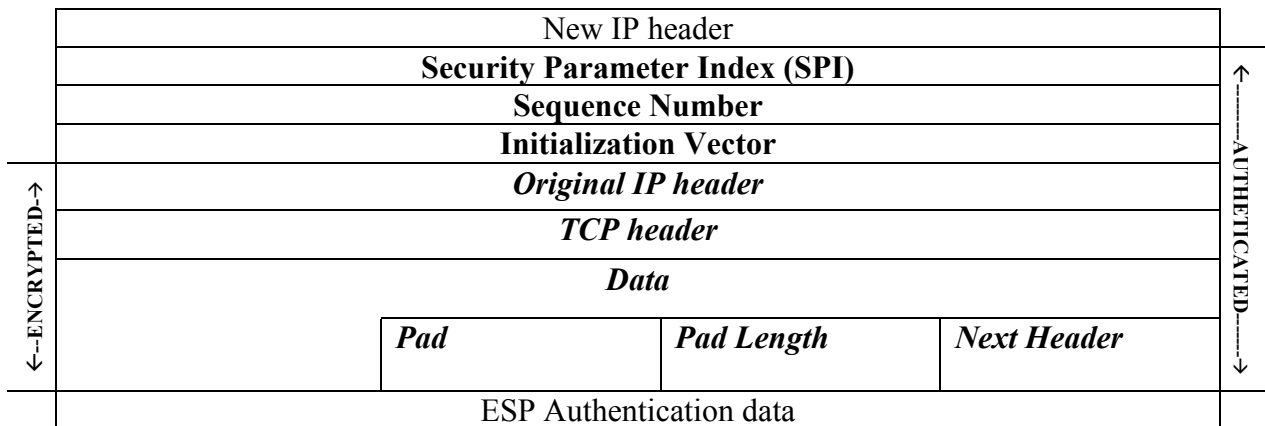 New IP header
Security Parameter Index (SPI)
Sequence Number
Initialization Vector
Original IP header
TCP header
Data
Pad Pad Length Next Header
ESP Authentication data
←--ENCRYPTED-→
←----------AUTHETICATED-------→